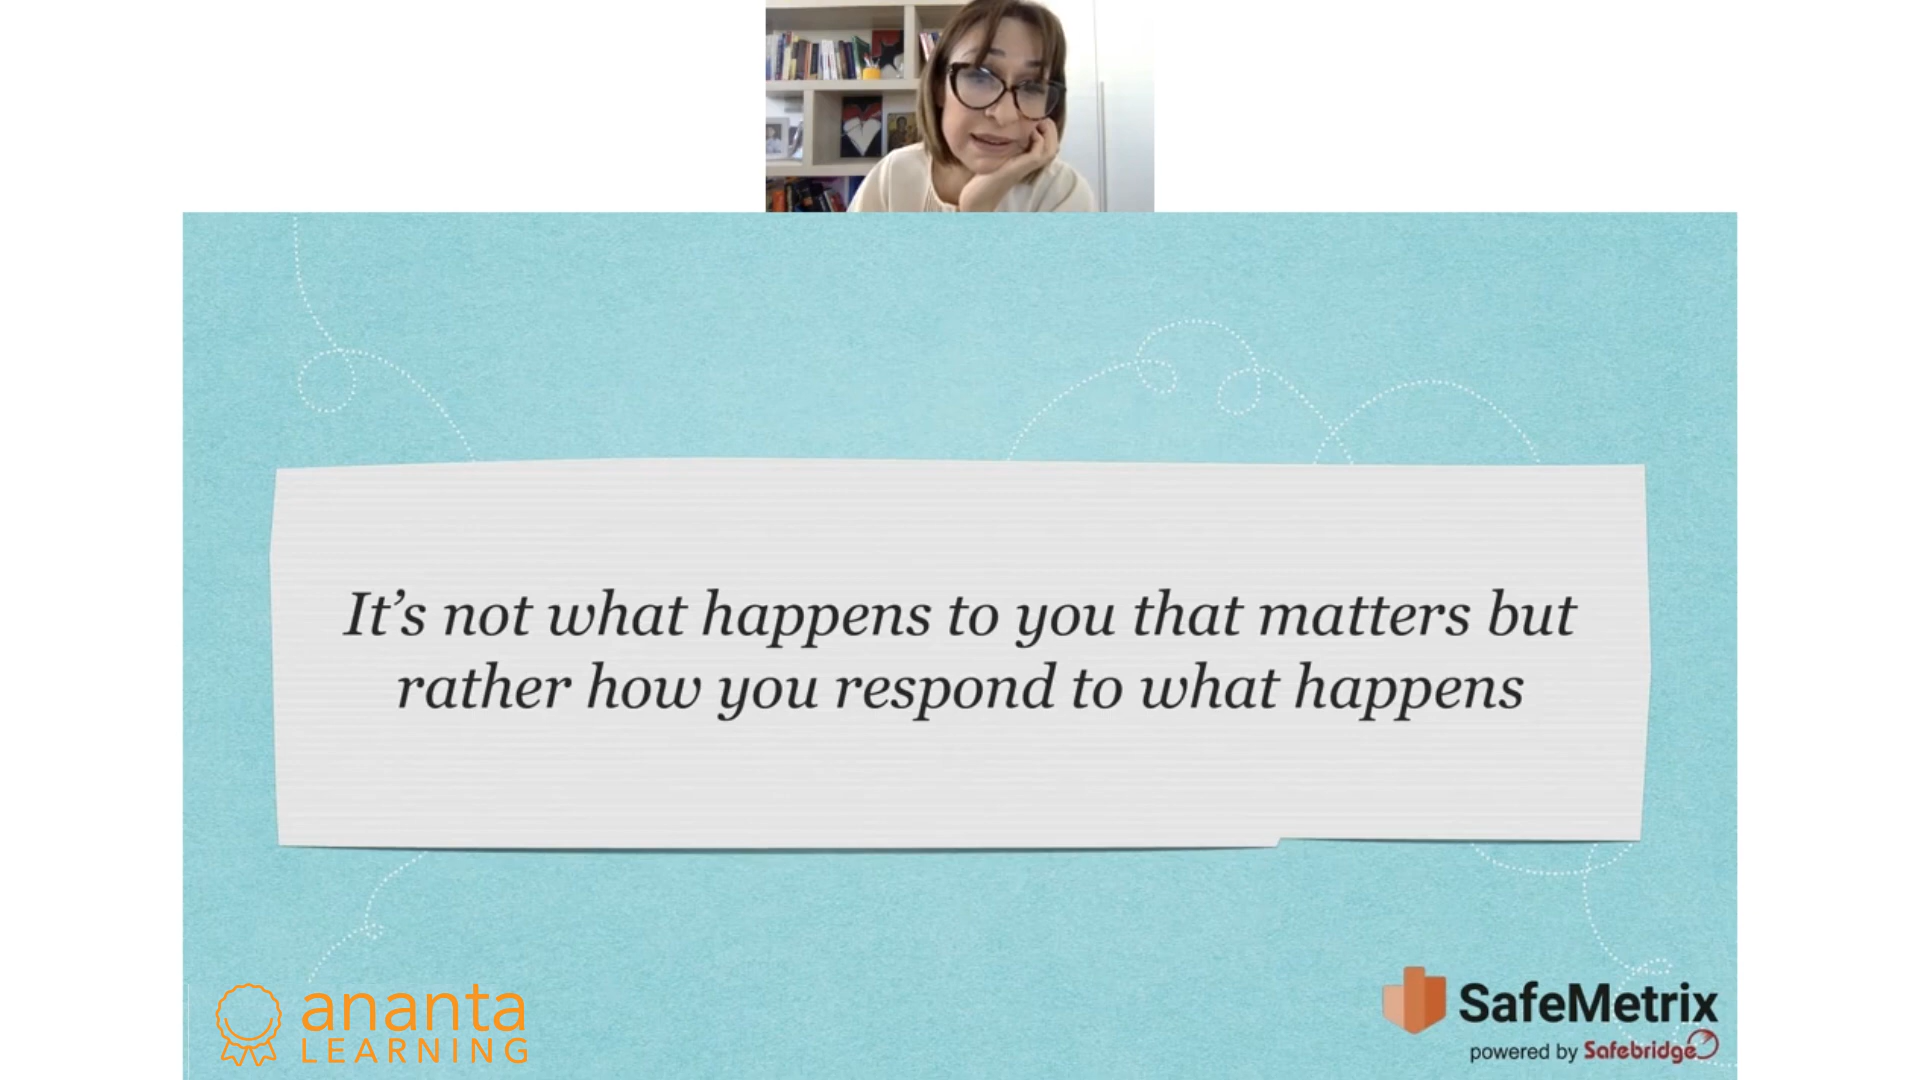 It’s not what happens to you that matters but
rather how you respond to what happens
ananta
LEARNING
SafeMetrix
powered by Safebridge